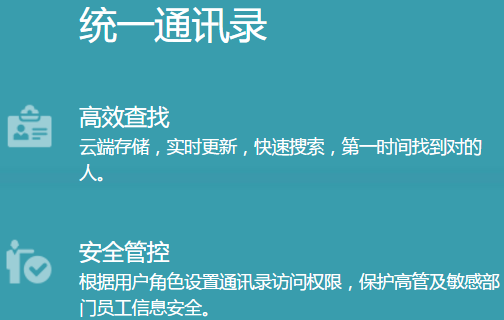 统一通讯录
高效查找
云端存储，实时更新，快速搜索，第一时间找到对的
人。
安全管控
根据用户角色设置通讯录访问权限，保护高管及敏感部
门员工信息安全。